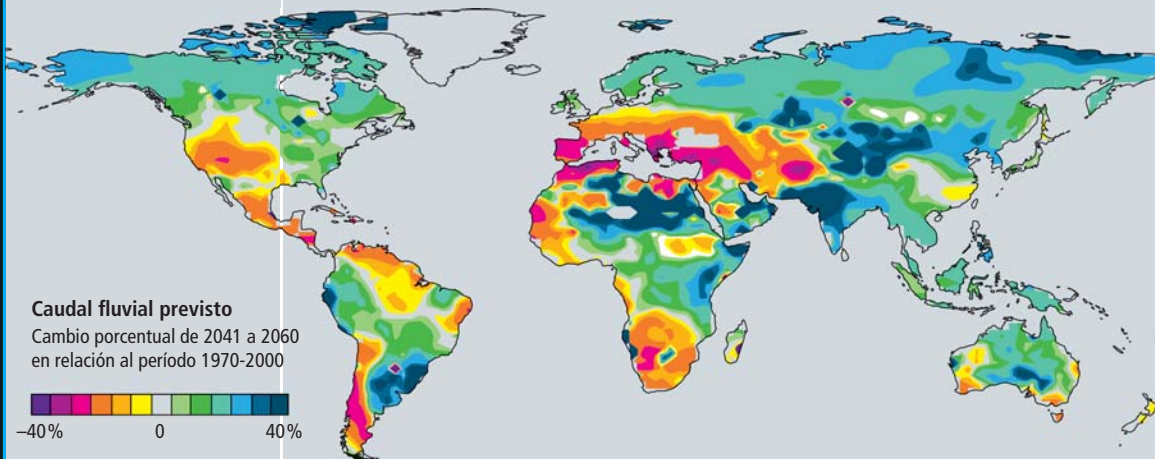 Caudal fluvial previsto
Cambio porcentual de 2041 a 2060
en relación al período 1970-2000
–40% 0 40%